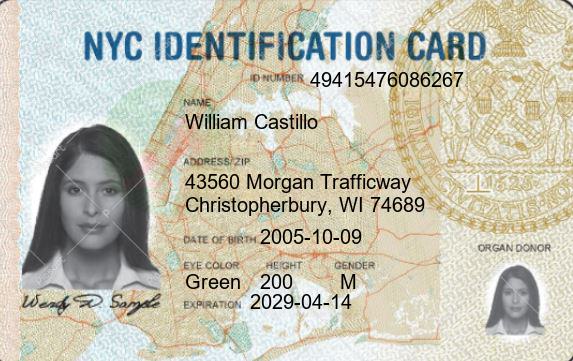 NYC IDENTIFICATION CARD
ID NUMBER 49415476086267
NAME
William Castillo
ADDRESS/ZIP
43560 Morgan Trafficway
Christopherbury, WI 74689
DATE OF BIRTH 2005-10-09
EYE COLOR HEIGHT GENDER
Green 200 M
EXPIRATION 2029-04-14
ORGAN DONOR
Wendy D. Sample